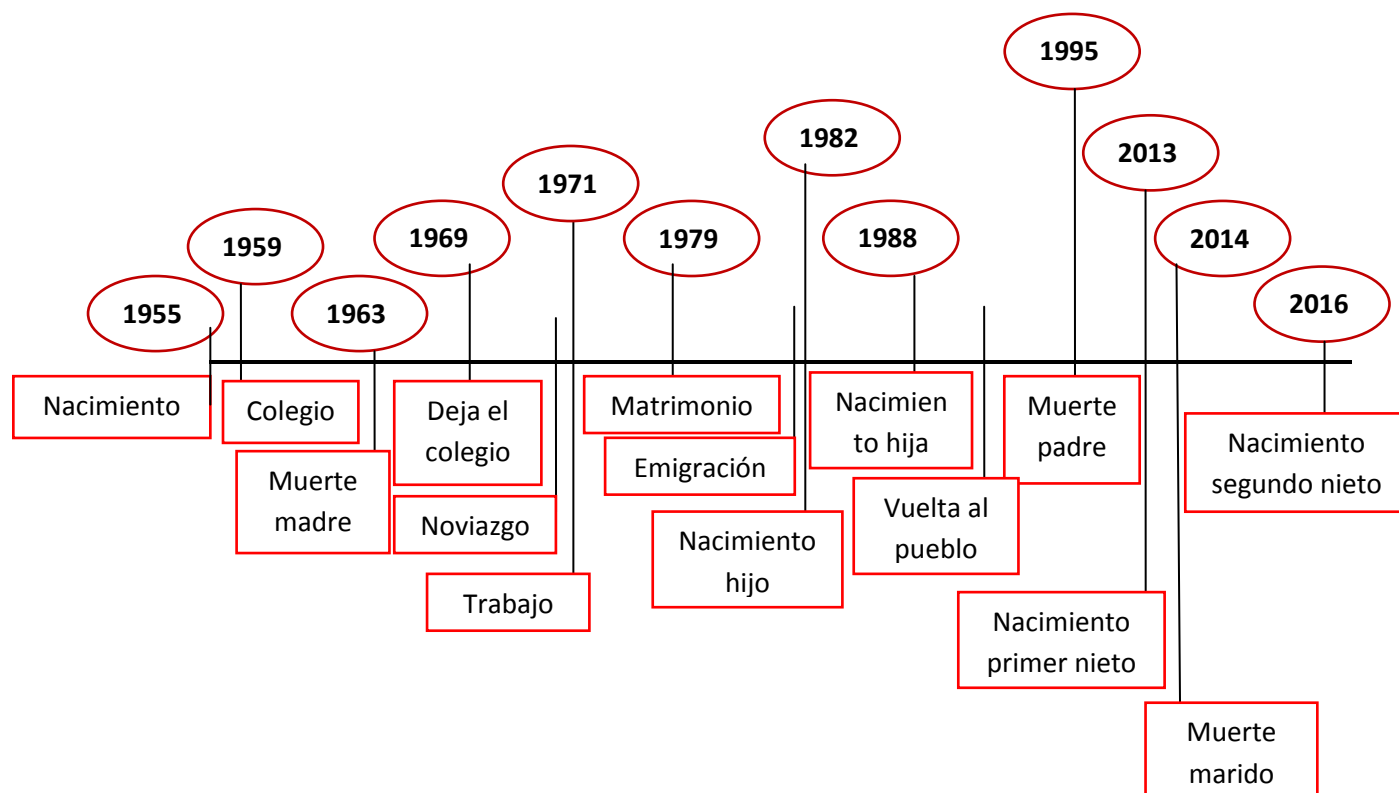 1995
1982
2013
1971
1959
1969
1979
1988
2014
1955
1963
2016
Nacimiento
Colegio
Deja el
colegio
Matrimonio
Nacimien
to hija
Muerte
padre
Muerte
madre
Emigración
Nacimiento
segundo nieto
Noviazgo
Vuelta al
pueblo
Nacimiento
hijo
Trabajo
Nacimiento
primer nieto
Muerte
marido